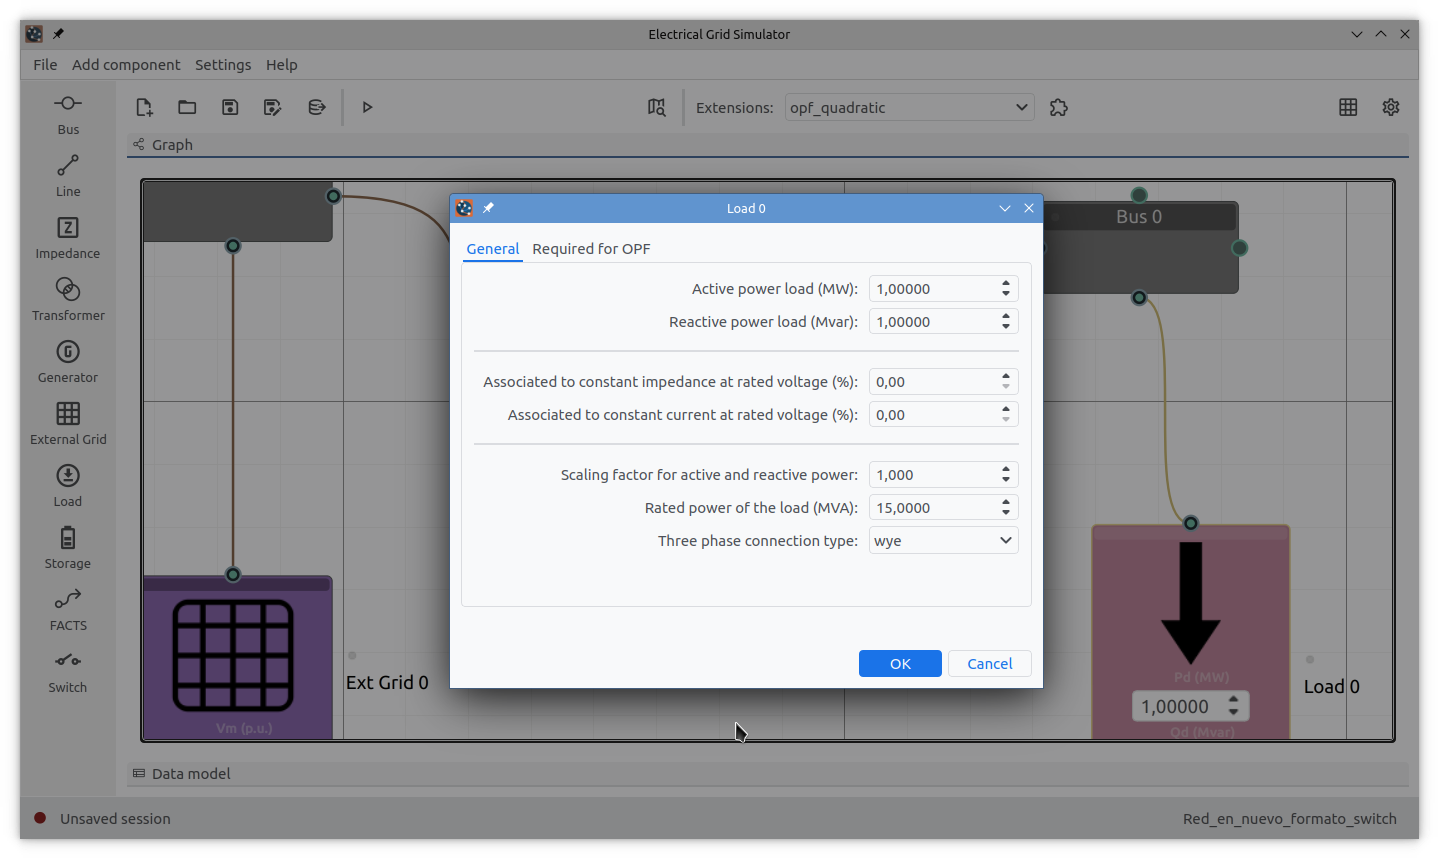 Electrical Grid Simulator
File Add component Settings Help
Extensions: opf_quadratic
Bus
Line
Z
Impedance
Transformer
G
Generator
External Grid
Load
Storage
FACTS
Switch
Graph
Bus 0
Load 0
General Required for OPF
Active power load (MW): 1,00000
Reactive power load (Mvar): 1,00000
Associated to constant impedance at rated voltage (%): 0,00
Associated to constant current at rated voltage (%): 0,00
Scaling factor for active and reactive power: 1,000
Rated power of the load (MVA): 15,0000
Three phase connection type: wye
OK Cancel
Ext Grid 0
Vm (p.u.)
Pd (MW)
1,00000
Qd (Mvar)
Load 0
Data model
Unsaved session
Red_en_nuevo_formato_switch